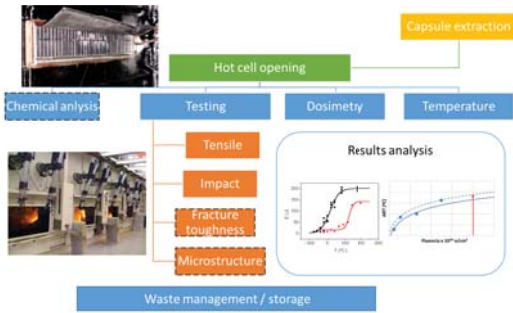 Capsule extraction
Hot cell opening
Chemical anlysis
Testing
Dosimetry
Temperature
Tensile
Impact
Fracture
toughness
Microstructure
Results analysis
Waste management / storage